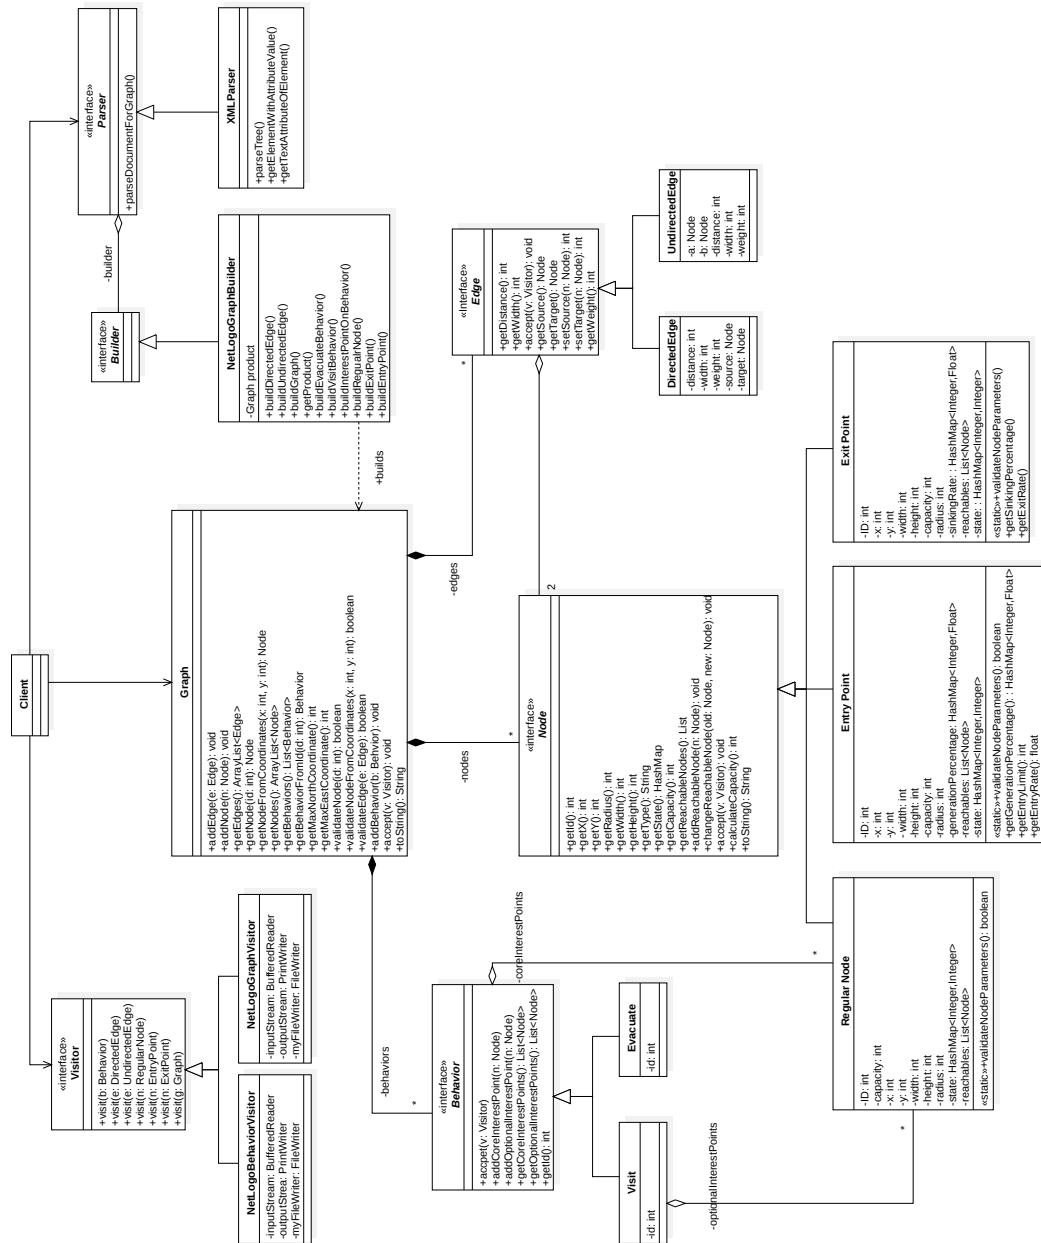 Client
«interface»
Visitor
+visit(b: Behavior)
+visit(e: DirectedEdge)
+visit(e: UndirectedEdge)
+visit(n: RegularNode)
+visit(n: EntryPoint)
+visit(n: ExitPoint)
+visit(g: Graph)
NetLogoBehaviorVisitor
-inputStream: BufferedReader
-outputStrea: PrintWriter
-myFileWriter: FileWriter
NetLogoGraphVisitor
-inputStream: BufferedReader
-outputStream: PrintWriter
-myFileWriter: FileWriter
Graph
+addEdge(e: Edge): void
+addNode(n: Node): void
+getEdges(): ArrayList<Edge>
+getNode(id: int): Node
+getNodeFromCoordinates(x: int, y: int): Node
+getNodes(): ArrayList<Node>
+getBehaviors(): List<Behavior>
+getBehaviorFromId(id: int): Behavior
+getMaxNorthCoordinate(): int
+getMaxEastCoordinate(): int
+validateNode(id: int): boolean
+validateNodeFromCoordinates(x: int, y: int): boolean
+validateEdge(e: Edge): boolean
+addBehavior(b: Behvior): void
+accept(v: Visitor): void
+toString(): String
«interface»
Builder
-builder
«interface»
Parser
+parseDocumentForGraph()
NetLogoGraphBuilder
-Graph product
+buildDirectedEdge()
+buildUndirectedEdge()
+buildGraph()
+getProduct()
+buildEvacuateBehavior()
+buildVisitBehavior()
+buildInterestPointOnBehavior()
+buildRegualrNode()
+buildExitPoint()
+buildEntryPoint()
XMLParser
+parseTree()
+getElementWithAttributeValue()
+getTextAttributeOfElement()
+builds
-behaviors
*
-nodes
*
-edges
*
«interface»
Behavior
+accpet(v: Visitor)
+addCoreInterestPoint(n: Node)
+addOptionalInterestPoint(n: Node)
+getCoreInterestPoints(): List<Node>
+getOptionalInterestPoints(): List<Node>
+getId(): int
«interface»
Node
+getId(): int
+getX(): int
+getY(): int
+getRadius(): int
+getWidth(): int
+getHeight(): int
+getType(): String
+getState(): HashMap
+getCapacity(): int
+getReachableNodes(): List
+addReachableNode(n: Node): void
+changeReachableNode(old: Node, new: Node): void
+accept(v: Visitor): void
+calculateCapacity(): int
+toString(): String
2
«Interface»
Edge
+getDistance(): int
+getWidth(): int
+accept(v: Visitor): void
+getSource(): Node
+getTarget(): Node
+setSource(n: Node): int
+setTarget(n: Node): int
+getWeight(): int
Visit
-id: int
Evacuate
-id: int
-coreInterestPoints
*
-optionalInterestPoints
*
DirectedEdge
-distance: int
-width: int
-weight: int
-source: Node
-target: Node
UndirectedEdge
-a: Node
-b: Node
-distance: int
-width: int
-weight: int
Regular Node
-ID: int
-capacity: int
-x: int
-y: int
-width: int
-height: int
-radius: int
-state: HashMap<Integer,Integer>
-reachables: List<Node>
«static»+validateNodeParameters(): boolean
Entry Point
-ID: int
-x: int
-y: int
- width: int
-height: int
-capacity: int
-radius: int
-generationPercentage: HashMap<Integer,Float>
-reachables: List<Node>
-state: HashMap<Integer,Integer>
«static»+validateNodeParameters(): boolean
+getGenerationPercentage(): : HashMap<Integer,Float>
+getEntryLimit(): int
+getEntryRate(): float
Exit Point
-ID: int
-x: int
-y: int
-width: int
-height: int
-capacity: int
-radius: int
-sinkingRate: : HashMap<Integer,Float>
-reachables: List<Node>
-state: : HashMap<Integer,Integer>
«static»+validateNodeParameters()
+getSinkingPercentage()
+getExitRate()